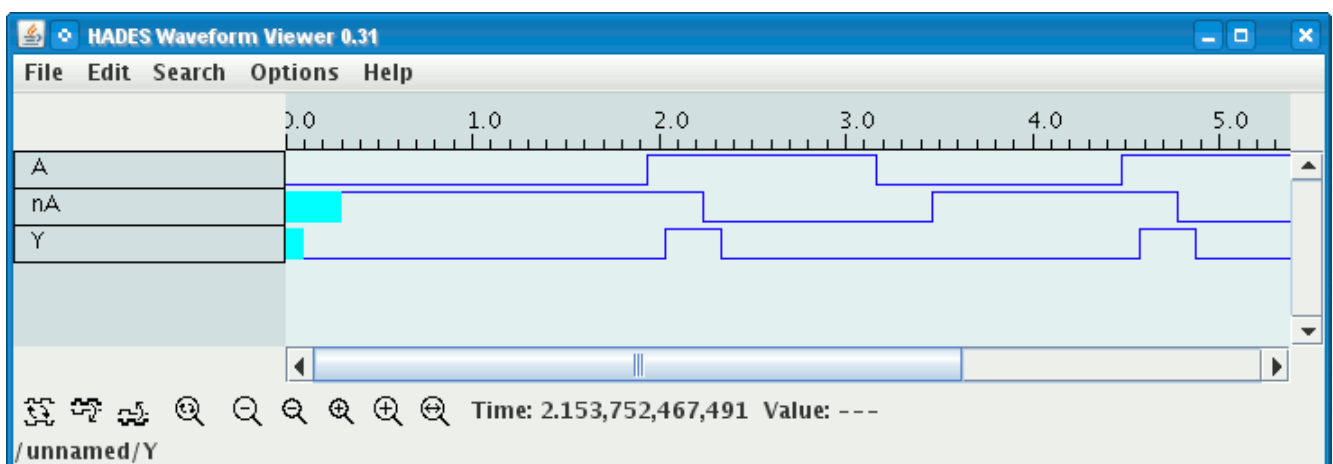 HADES Waveform Viewer 0.31
File Edit Search Options Help
0.0 1.0 2.0 3.0 4.0 5.0
A
nA
Y
Time: 2.153,752,467,491 Value: ---
/unnamed/Y